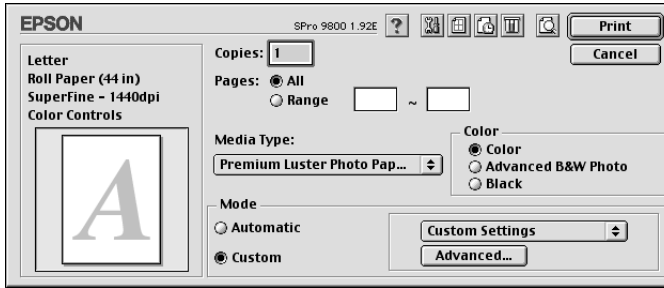 EPSON
SPro 9800 1.92E
?
Print
Cancel
Letter
Roll Paper (44 in)
SuperFine - 1440dpi
Color Controls
A
Copies: 1
Pages: All
Range ~
Media Type:
Premium Luster Photo Pap...
Color
Color
Advanced B&W Photo
Black
Mode
Automatic
Custom
Custom Settings
Advanced...